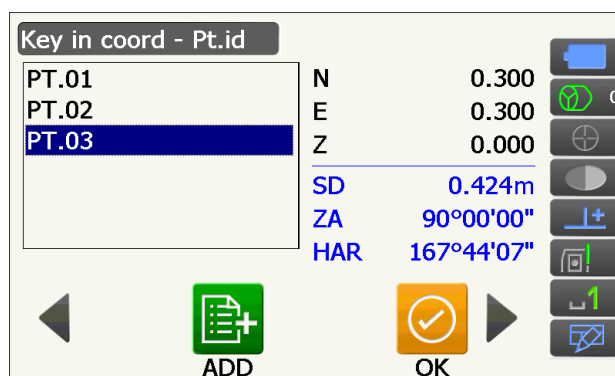 Key in coord - Pt.id
PT.01
PT.02
PT.03
N 0.300
E 0.300
Z 0.000
SD 0.424m
ZA 90°00'00"
HAR 167°44'07"
ADD
OK
1